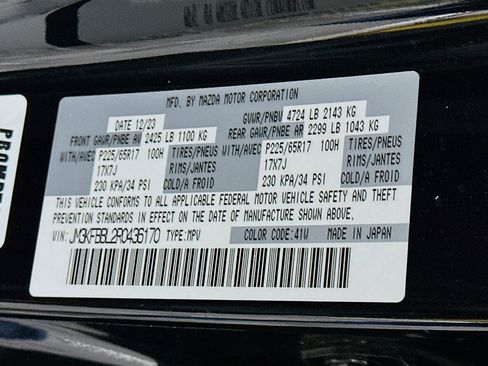 MFD. BY MAZDA MOTOR CORPORATION
DATE 12/23 GVWR/PNBV 4724 LB 2143 KG
FRONT GAWR/PNBE AV 2425 LB 1100 KG REAR GAWR/PNBE AR 2299 LB 1043 KG
WITH/AVEC P225/65R17 100H TIRES/PNEUS WITH/AVEC P225/65R17 100H TIRES/PNEUS
17X7J RIMS/JANTES 17X7J RIMS/JANTES
230 KPA/34 PSI COLD/A FROID 230 KPA/34 PSI COLD/A FROID
THIS VEHICLE CONFORMS TO ALL APPLICABLE FEDERAL MOTOR VEHICLE SAFETY AND THEFT
PREVENTION STANDARDS IN EFFECT ON THE DATE OF MANUFACTURE SHOWN ABOVE.
VIN: JM3KFBBL2R0436170 TYPE:MPV COLOR CODE:41W MADE IN JAPAN